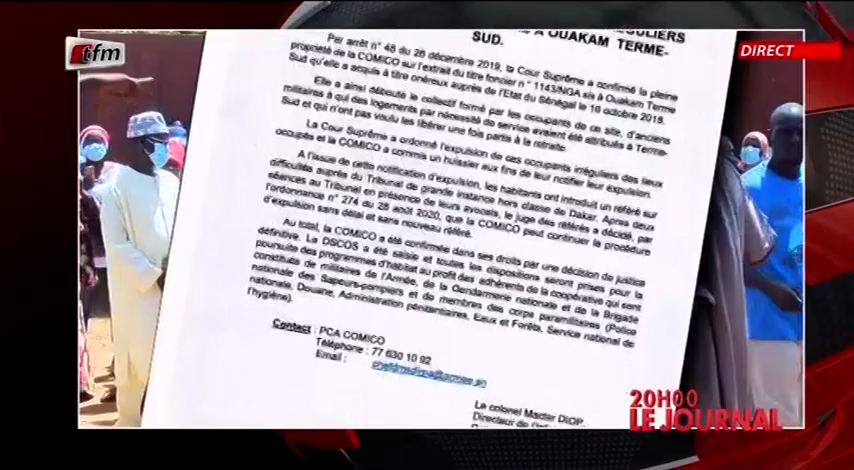 tfm
DIRECT
A OUAKAM TERME-
SUD.
Per arrêt n° 45 du 26 décembre 2019, la Cour Suprême a confirmé la pleine
propriété de la COMICO sur l'extrait du titre foncier n° 1143/NGA sis à Ouakam Terme
Sud qu'elle a acquis à titre onéreux auprès de l'Etat du Sénégal le 10 octobre 2018.
Elle a ainsi débouté le collectif formé par les occupants de ce site, d'anciens
militaires à qui des logements par nécessité de service avaient été attribués à Terme-
Sud et qui n'ont pas voulu les libérer une fois partis à la retraite.
La Cour Suprême a ordonné l'expulsion de ces occupants irréguliers des lieux
occupés et la COMICO a commis un huissier aux fins de leur notifier leur expulsion.
A l'issue de cette notification d'expulsion, les habitants ont introduit un référé sur
difficultés auprès du Tribunal de grande instance hors classe de Dakar. Après deux
séances au Tribunal en présence de leurs avocats, le juge des référés a décidé, par
l'ordonnance n° 274 du 28 août 2020, que la COMICO peut continuer la procédure
d'expulsion sans délai et sans nouveau référé.
Au total, la COMICO a été confirmée dans ses droits par une décision de justice
définitive. La DSCOS a été saisie et toutes les dispositions seront prises pour la
poursuite des programmes d'habitat au profit des adhérents de la coopérative qui sont
constitués de militaires de l'Armée, de la Gendarmerie nationale et de la Brigade
nationale des Sapeurs-pompiers et de membres des corps paramilitaires (Police
nationale, Douane, Administration pénitentiaires, Eaux et Forêts, Service national de
l'hygiène).
Contact : PCA COMICO
Téléphone : 77 630 10 92
Email :
Le colonel Mactar DIOP,
Directeur de
20H00
LE JOURNAL